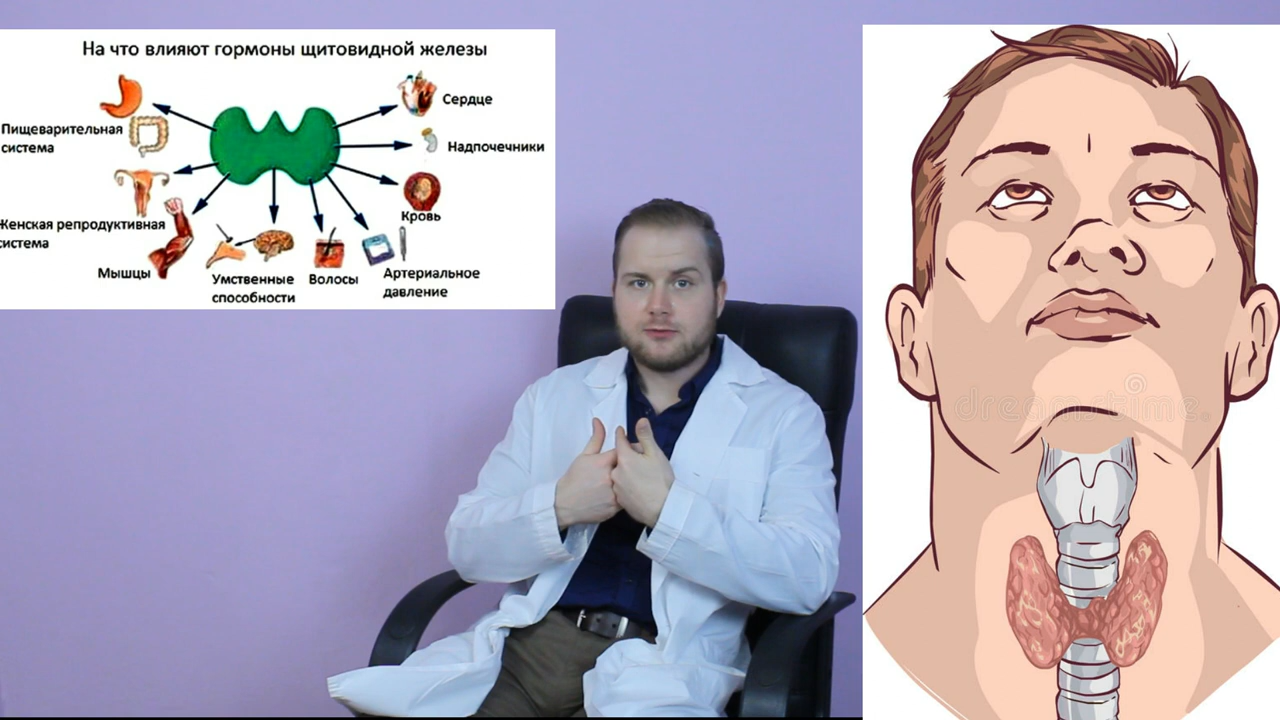 На что влияют гормоны щитовидной железы
Сердце
Пищеварительная
система
Надпочечники
Кровь
Женская репродуктивная
система
Мышцы
Умственные
способности
Волосы
Артериальное
давление
dreamstime.